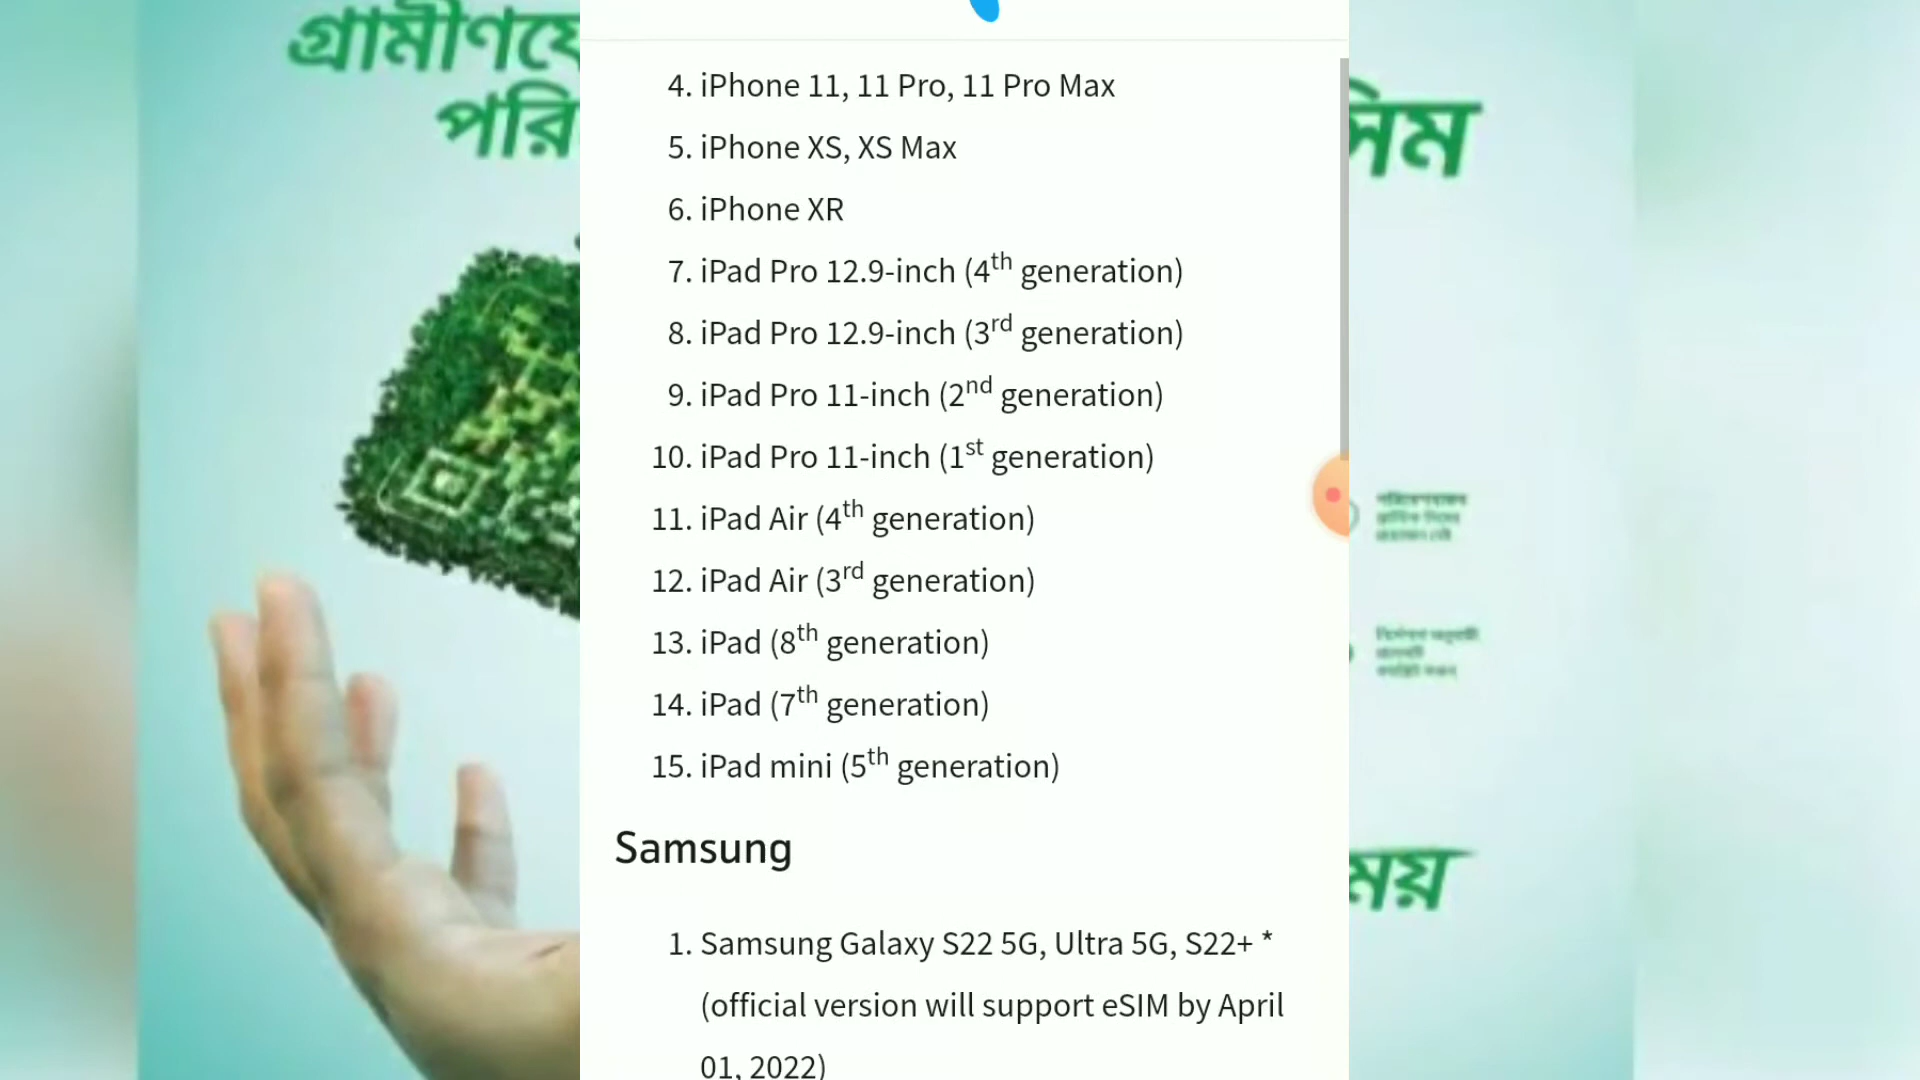 গ্রামীণফো
পরি
সিম
4. iPhone 11, 11 Pro, 11 Pro Max
5. iPhone XS, XS Max
6. iPhone XR
7. iPad Pro 12.9-inch (4th generation)
8. iPad Pro 12.9-inch (3rd generation)
9. iPad Pro 11-inch (2nd generation)
10. iPad Pro 11-inch (1st generation)
11. iPad Air (4th generation)
12. iPad Air (3rd generation)
13. iPad (8th generation)
14. iPad (7th generation)
15. iPad mini (5th generation)
Samsung
1. Samsung Galaxy S22 5G, Ultra 5G, S22+ *
(official version will support eSIM by April
01, 2022)
ময়